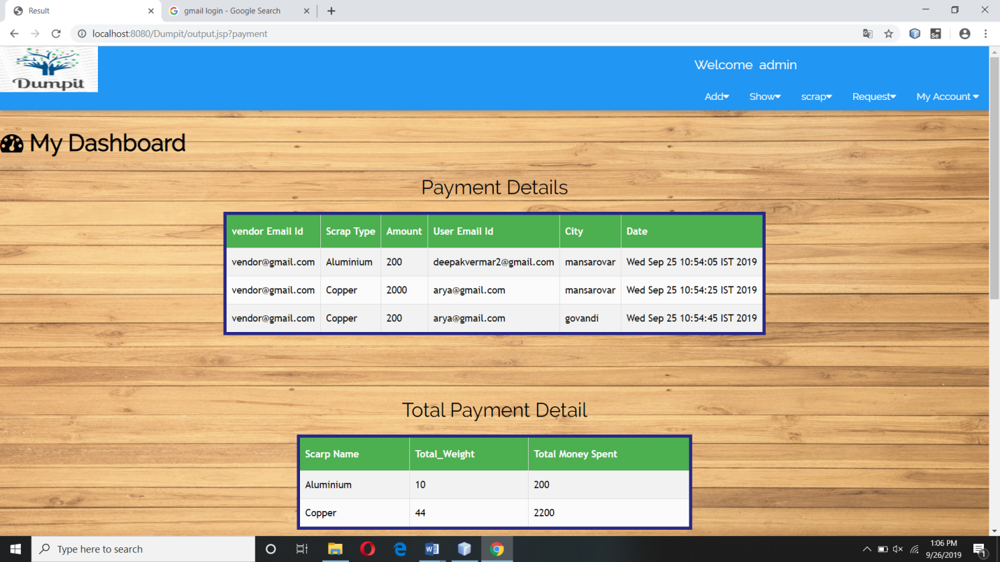 Result
gmail login - Google Search
localhost:8080/Dumpit/output.jsp?payment
Se
Dumpit
Welcome admin
Add
Show
scrap
Request
My Account
My Dashboard
Payment Details
vendor Email Id Scrap Type Amount User Email Id City Date
vendor@gmail.com Aluminium 200 deepakvermar2@gmail.com mansarovar Wed Sep 25 10:54:05 IST 2019
vendor@gmail.com Copper 2000 arya@gmail.com mansarovar Wed Sep 25 10:54:25 IST 2019
vendor@gmail.com Copper 200 arya@gmail.com govandi Wed Sep 25 10:54:45 IST 2019
Total Payment Detail
Scarp Name Total_Weight Total Money Spent
Aluminium 10 200
Copper 44 2200
Type here to search
1:06 PM
9/26/2019
1